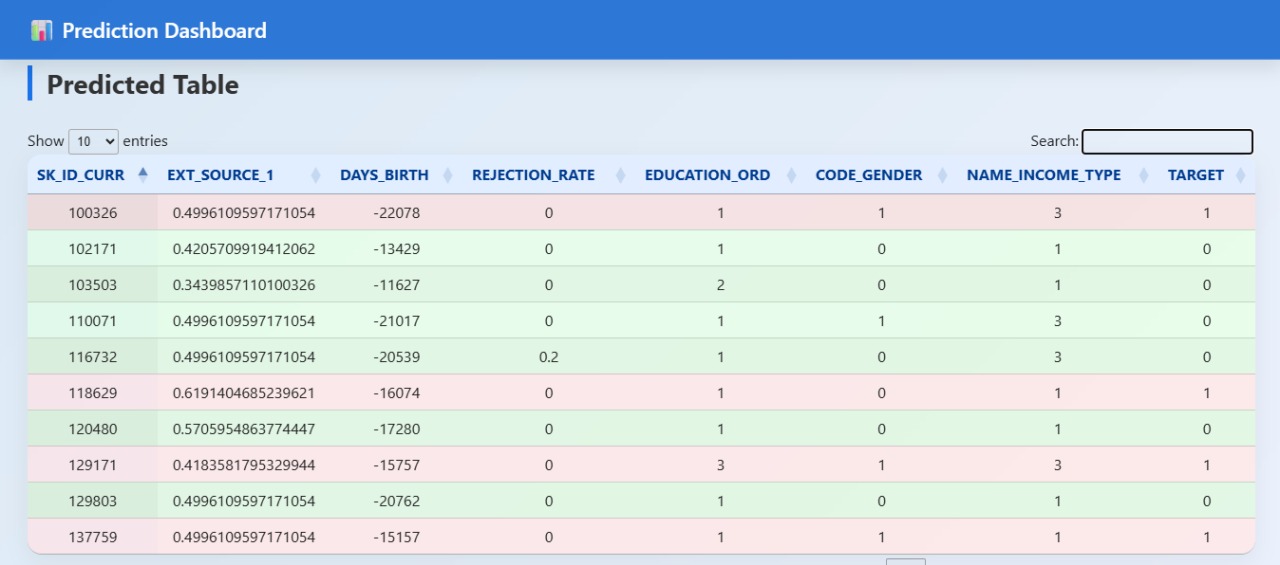 📊 Prediction Dashboard
Predicted Table
Show 10 entries Search:
SK_ID_CURR EXT_SOURCE_1 DAYS_BIRTH REJECTION_RATE EDUCATION_ORD CODE_GENDER NAME_INCOME_TYPE TARGET
100326 0.4996109597171054 -22078 0 1 1 3 1
102171 0.4205709919412062 -13429 0 1 0 1 0
103503 0.3439857110100326 -11627 0 2 0 1 0
110071 0.4996109597171054 -21017 0 1 1 3 0
116732 0.4996109597171054 -20539 0.2 1 0 3 0
118629 0.6191404685239621 -16074 0 1 0 1 1
120480 0.5705954863774447 -17280 0 1 0 1 0
129171 0.4183581795329944 -15757 0 3 1 3 1
129803 0.4996109597171054 -20762 0 1 0 1 0
137759 0.4996109597171054 -15157 0 1 1 1 1